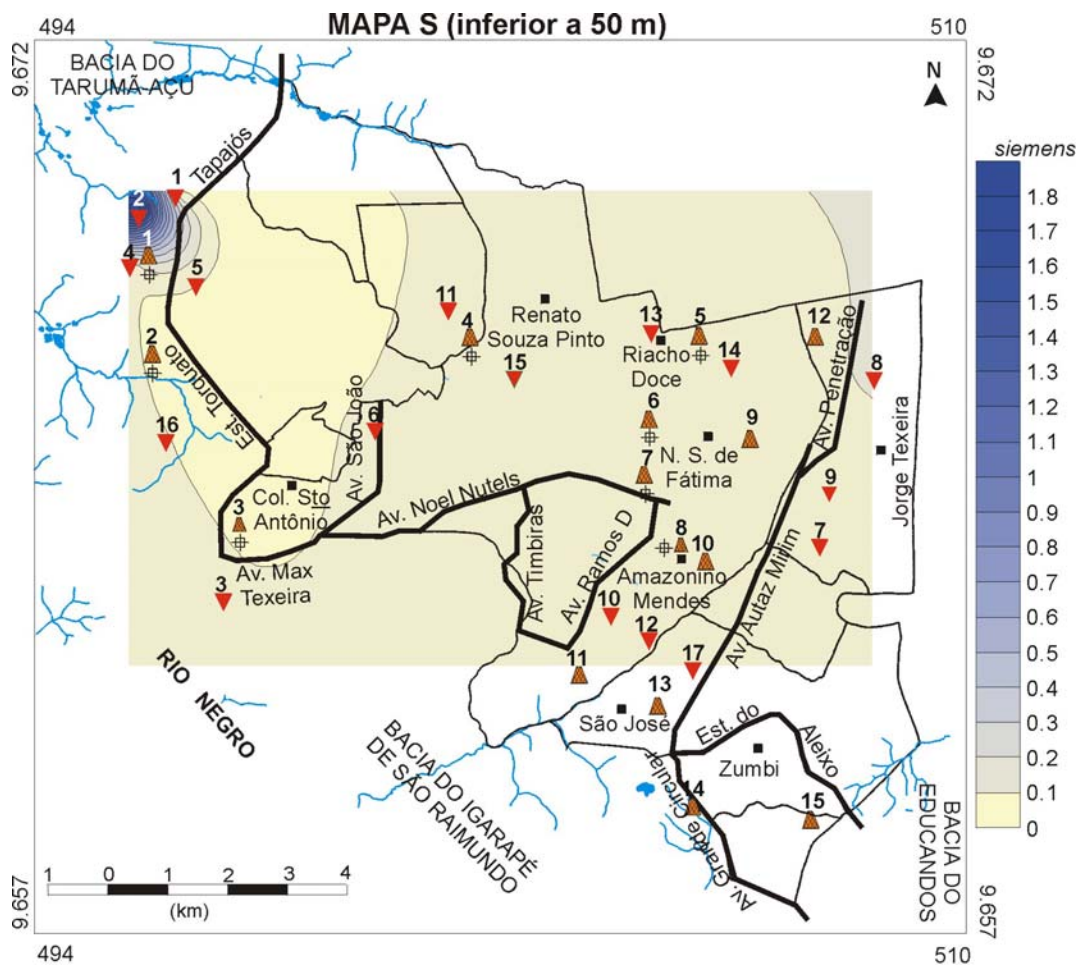 494
MAPA S (inferior a 50 m)
510
9.672
9.672
BACIA DO
TARUMÃ-AÇU
N
siemens
Tapajós
1
2
1
4
5
1.8
1.7
1.6
1.5
1.4
1.3
1.2
1.1
1
0.9
0.8
0.7
0.6
0.5
0.4
0.3
0.2
0.1
0
11
4
Renato
Souza Pinto
15
13
5
Riacho
Doce
14
12
8
Av. Penetração
2
Est. Torquato
16
Av. São João
6
6
9
N. S. de
Fátima
7
Jorge Texeira
3
Col. Sto
Antônio
Av. Noel Nutels
9
7
8
10
Amazonino
Mendes
Av. Timbiras
Av. Ramos D
Av. Autaz Mirim
Av. Max
Texeira
3
10
12
17
11
13
São José
RIO NEGRO
BACIA DO IGARAPÉ
DE SÃO RAIMUNDO
Est. do
Aleixo
Zumbi
14
15
Av. Grande Circular
BACIA DO
EDUCANDOS
1 0 1 2 3 4
(km)
9.657
9.657
494
510